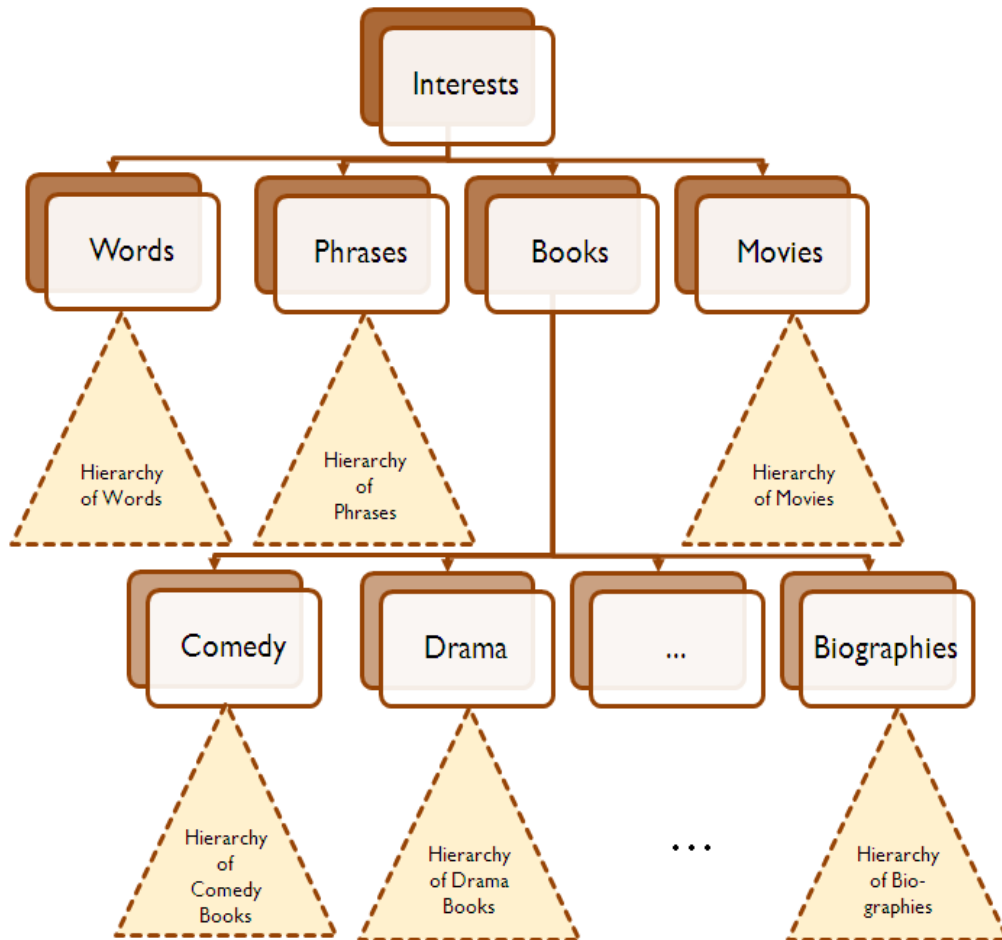 Interests
Words
Phrases
Books
Movies
Hierarchy
of Words
Hierarchy
of
Phrases
Hierarchy
of Movies
Comedy
Drama
...
Biographies
Hierarchy
of
Comedy
Books
Hierarchy
of Drama
Books
...
Hierarchy
of Bio-
graphies